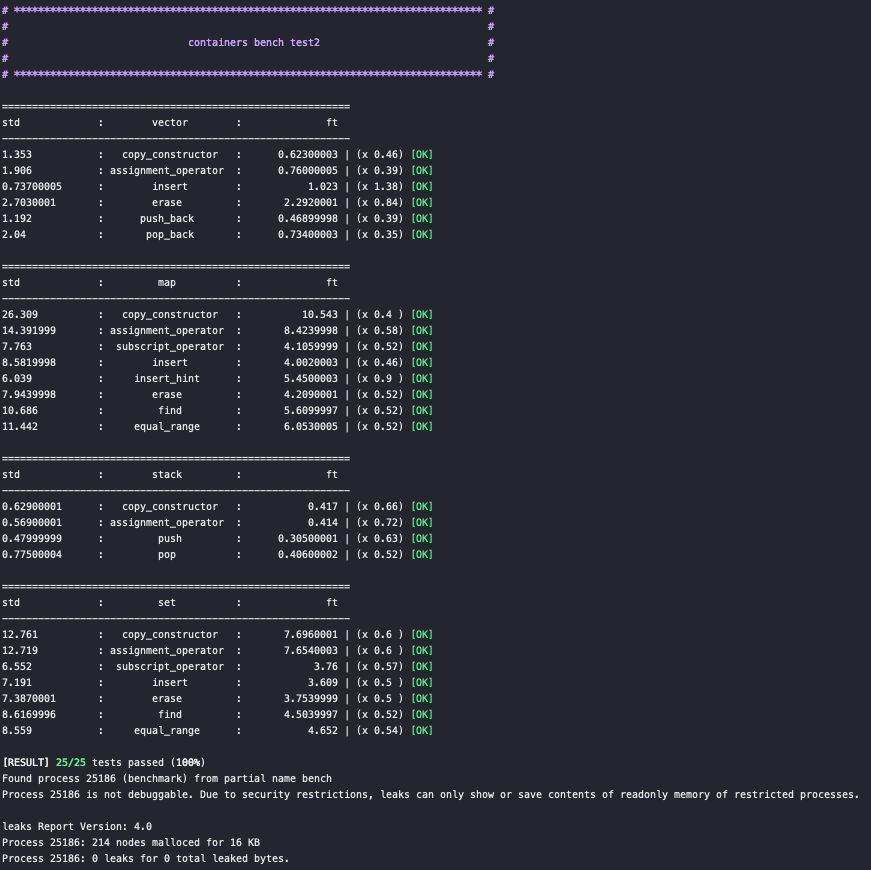 # ****************************************************************************** #
# #
# containers bench test2 #
# #
# ****************************************************************************** #
==========================================================
std : vector : ft
----------------------------------------------------------
1.353 : copy_constructor : 0.62300003 | (x 0.46) [OK]
1.906 : assignment_operator : 0.76000005 | (x 0.39) [OK]
0.73700005 : insert : 1.023 | (x 1.38) [OK]
2.7030001 : erase : 2.2920001 | (x 0.84) [OK]
1.192 : push_back : 0.46899998 | (x 0.39) [OK]
2.04 : pop_back : 0.73400003 | (x 0.35) [OK]
==========================================================
std : map : ft
----------------------------------------------------------
26.309 : copy_constructor : 10.543 | (x 0.4 ) [OK]
14.391999 : assignment_operator : 8.4239998 | (x 0.58) [OK]
7.763 : subscript_operator : 4.1059999 | (x 0.52) [OK]
8.5819998 : insert : 4.0020003 | (x 0.46) [OK]
6.039 : insert_hint : 5.4500003 | (x 0.9 ) [OK]
7.9439998 : erase : 4.2090001 | (x 0.52) [OK]
10.686 : find : 5.6099997 | (x 0.52) [OK]
11.442 : equal_range : 6.0530005 | (x 0.52) [OK]
==========================================================
std : stack : ft
----------------------------------------------------------
0.62900001 : copy_constructor : 0.417 | (x 0.66) [OK]
0.56900001 : assignment_operator : 0.414 | (x 0.72) [OK]
0.47999999 : push : 0.30500001 | (x 0.63) [OK]
0.77500004 : pop : 0.40600002 | (x 0.52) [OK]
==========================================================
std : set : ft
----------------------------------------------------------
12.761 : copy_constructor : 7.6960001 | (x 0.6 ) [OK]
12.719 : assignment_operator : 7.6540003 | (x 0.6 ) [OK]
6.552 : subscript_operator : 3.76 | (x 0.57) [OK]
7.191 : insert : 3.609 | (x 0.5 ) [OK]
7.3870001 : erase : 3.7539999 | (x 0.5 ) [OK]
8.6169996 : find : 4.5039997 | (x 0.52) [OK]
8.559 : equal_range : 4.652 | (x 0.54) [OK]
[RESULT] 25/25 tests passed (100%)
Found process 25186 (benchmark) from partial name bench
Process 25186 is not debuggable. Due to security restrictions, leaks can only show or save contents of readonly memory of restricted processes.
leaks Report Version: 4.0
Process 25186: 214 nodes malloced for 16 KB
Process 25186: 0 leaks for 0 total leaked bytes.